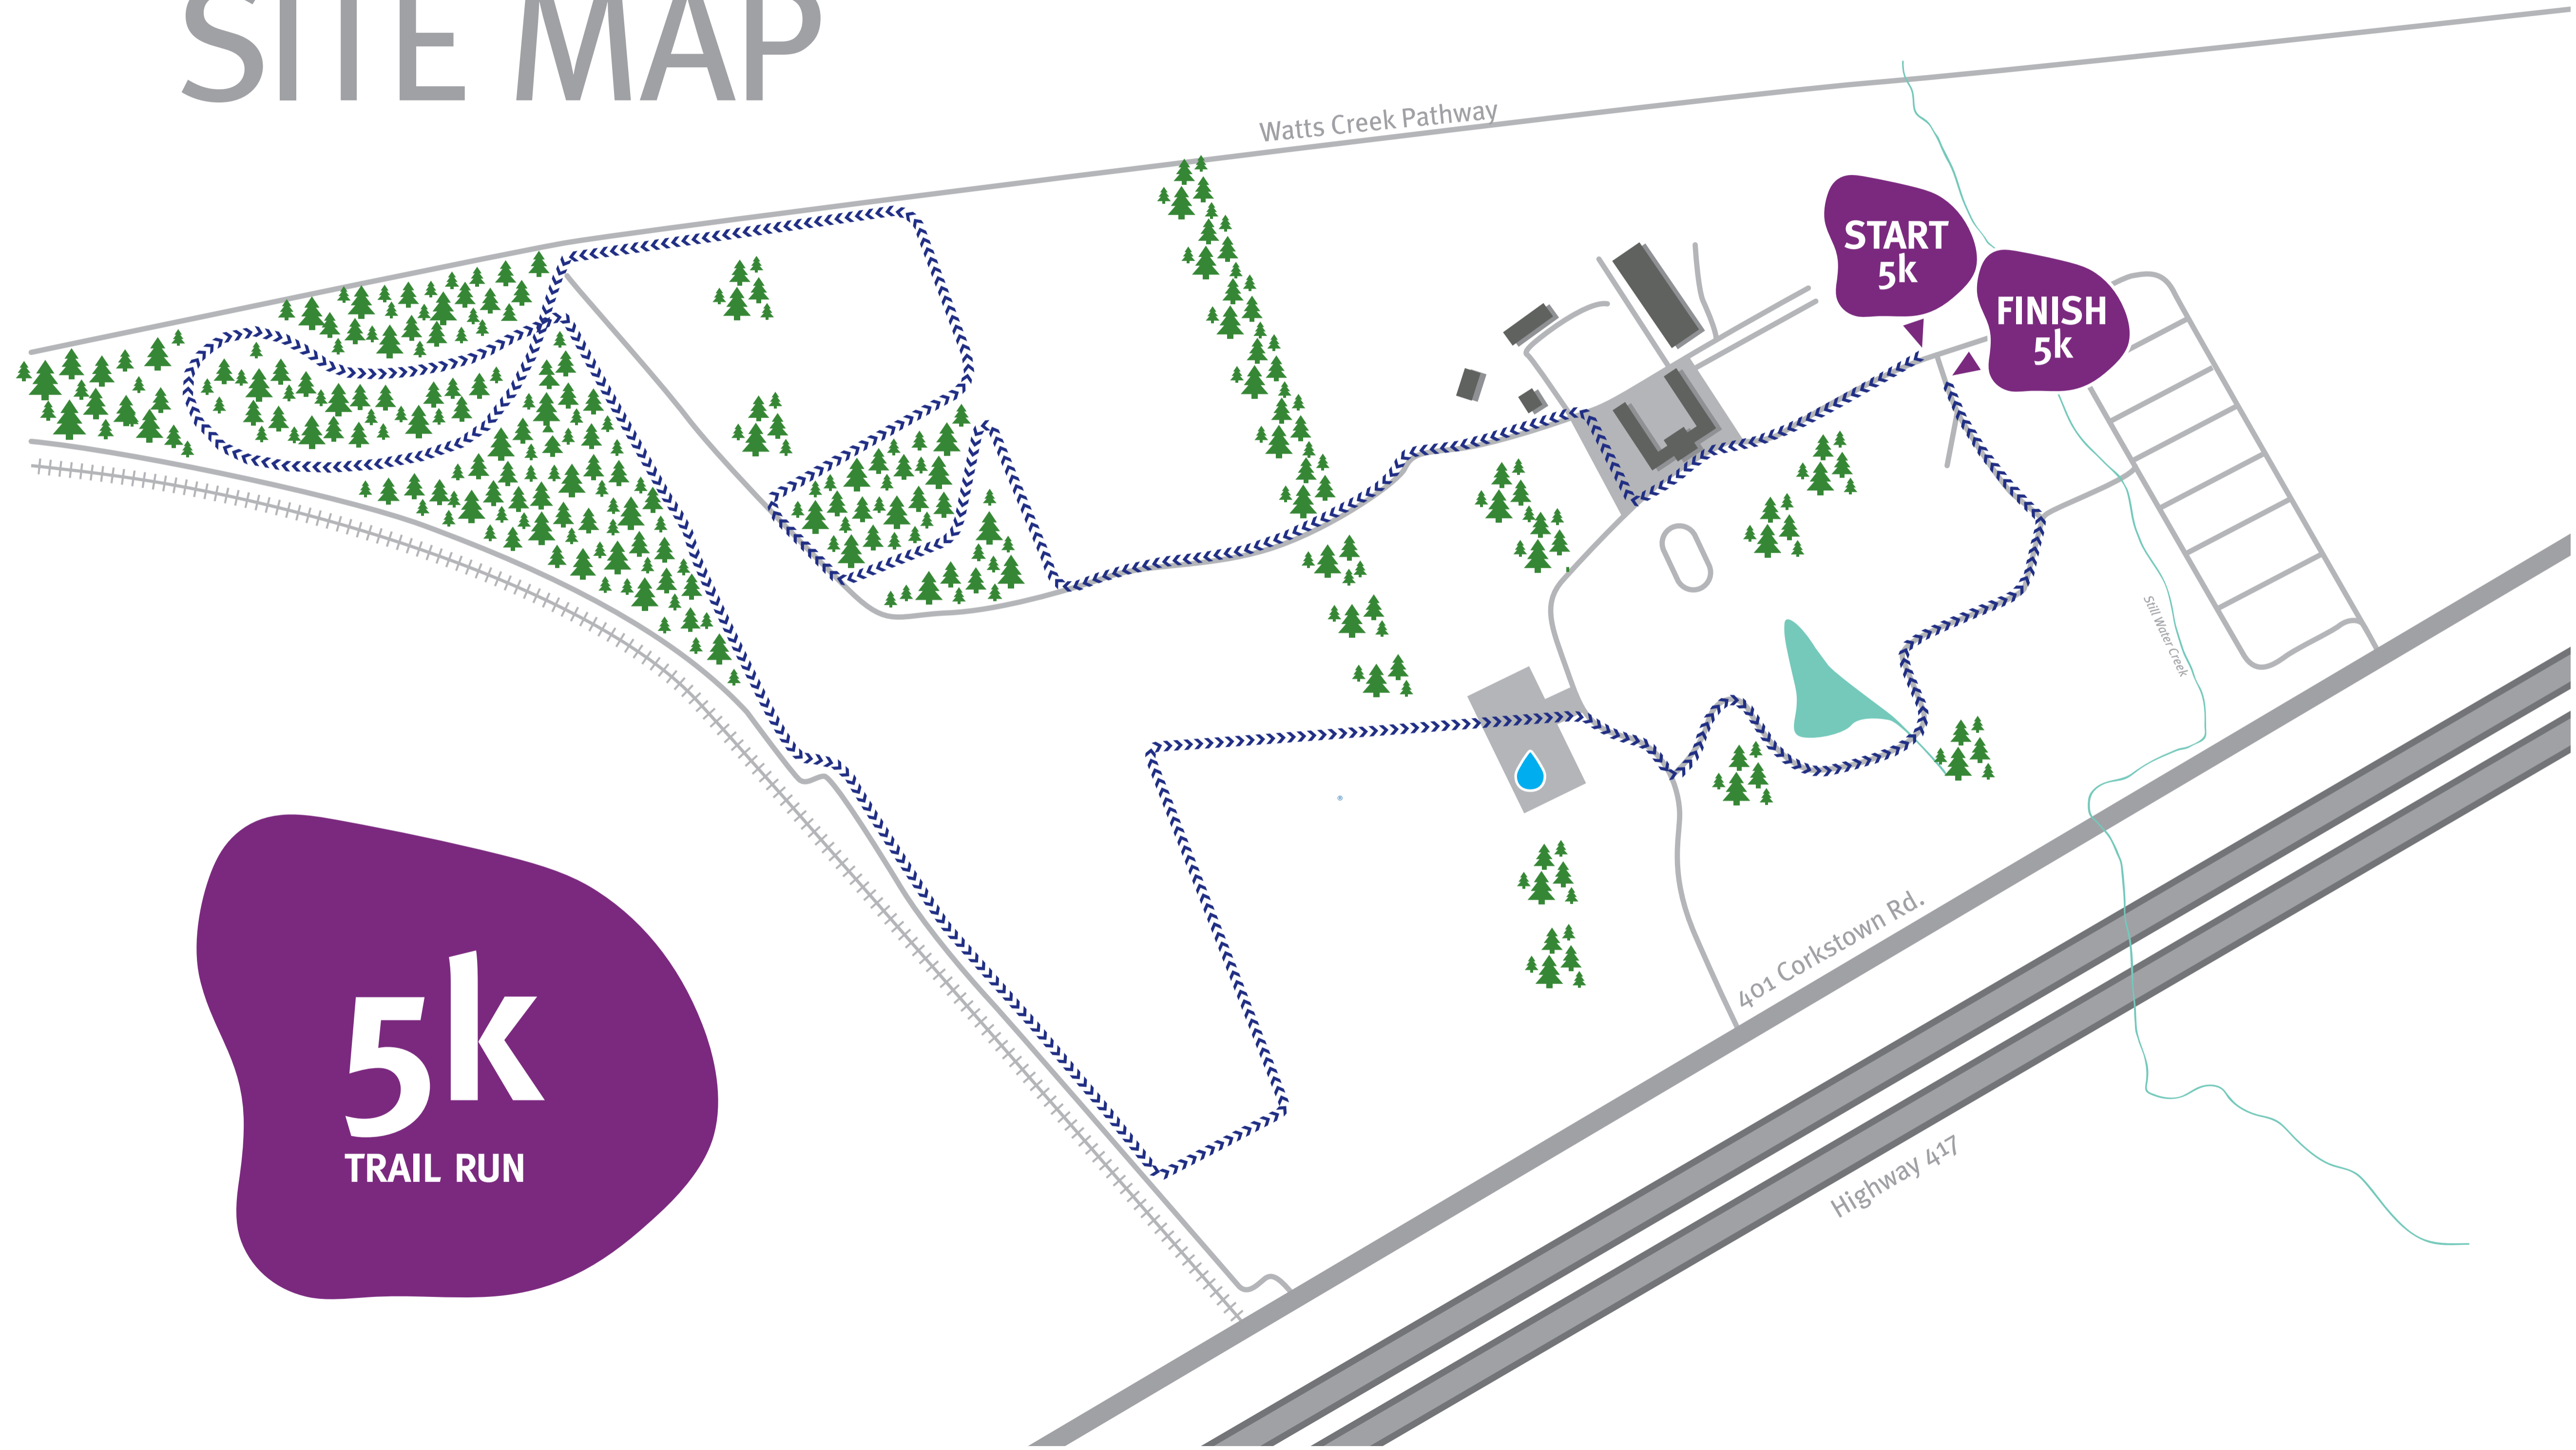 SITE MAP
Watts Creek Pathway
START
5k
FINISH
5k
Still Water Creek
401 Corkstown Rd.
Highway 417
5k
TRAIL RUN